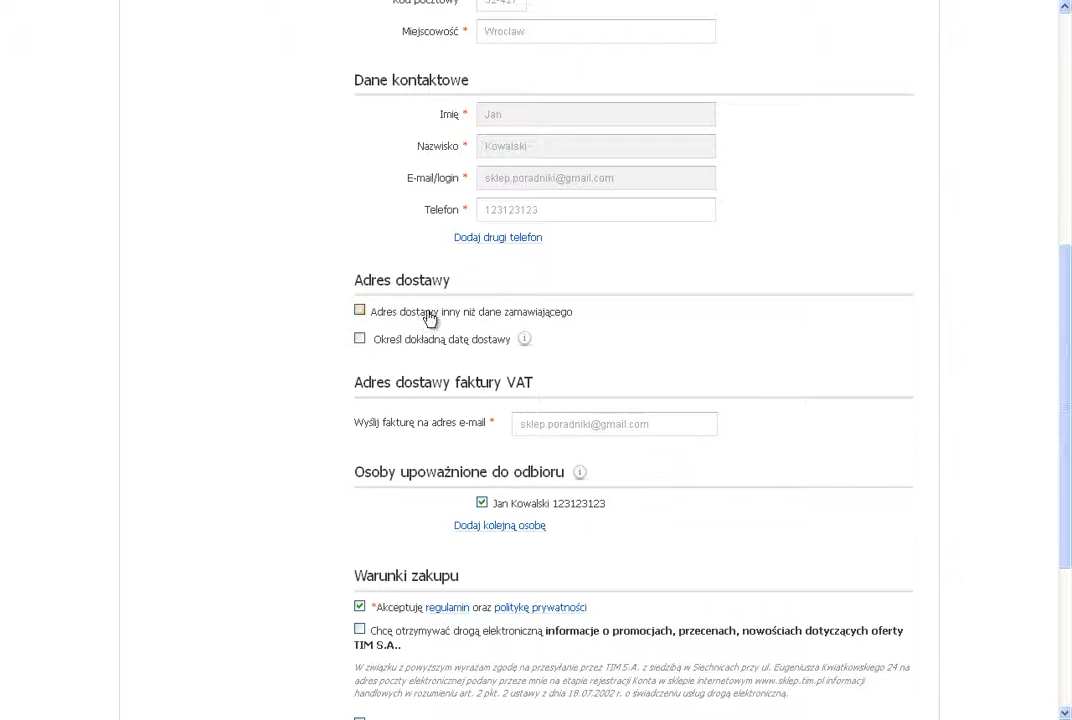 Kod pocztowy
Miejscowość * Wrocław
Dane kontaktowe
Imię * Jan
Nazwisko * Kowalski
E-mail/login * sklep.poradniki@gmail.com
Telefon * 123123123
Dodaj drugi telefon
Adres dostawy
Adres dostawy inny niż dane zamawiającego
Określ dokładną datę dostawy i
Adres dostawy faktury VAT
Wyślij fakturę na adres e-mail * sklep.poradniki@gmail.com
Osoby upoważnione do odbioru i
Jan Kowalski 123123123
Dodaj kolejną osobę
Warunki zakupu
*Akceptuję regulamin oraz politykę prywatności
Chcę otrzymywać drogą elektroniczną informacje o promocjach, przecenach, nowościach dotyczących oferty
TIM S.A..
W związku z powyższym wyrażam zgodę na przesyłanie przez TIM S.A. z siedzibą w Siechnicach przy ul. Eugeniusza Kwiatkowskiego 24 na
adres poczty elektronicznej podany przeze mnie na etapie rejestracji Konta w sklepie internetowym www.sklep.tim.pl informacji
handlowych w rozumieniu art. 2 pkt. 2 ustawy z dnia 18.07.2002 r. o świadczeniu usług drogą elektroniczną.